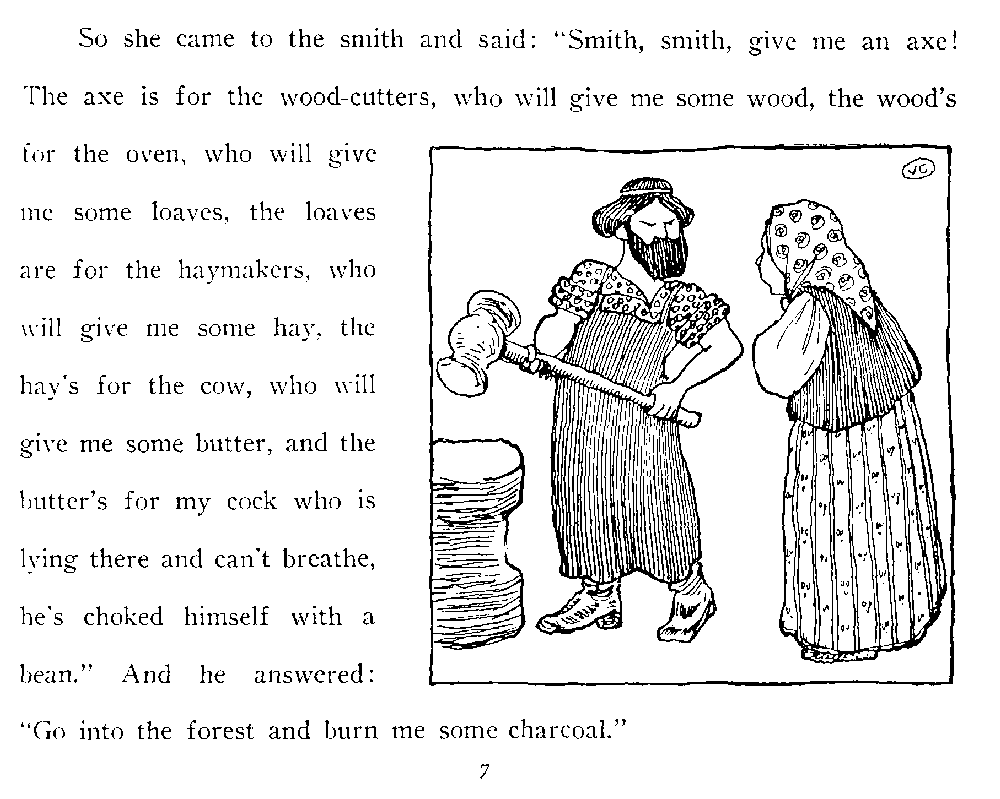 So she came to the smith and said: “Smith, smith, give me an axe!
The axe is for the wood-cutters, who will give me some wood, the wood’s
for the oven, who will give
me some loaves, the loaves
are for the haymakers, who
will give me some hay, the
hay’s for the cow, who will
give me some butter, and the
butter’s for my cock who is
lying there and can’t breathe,
he’s choked himself with a
bean.” And he answered:
“Go into the forest and burn me some charcoal.”
7